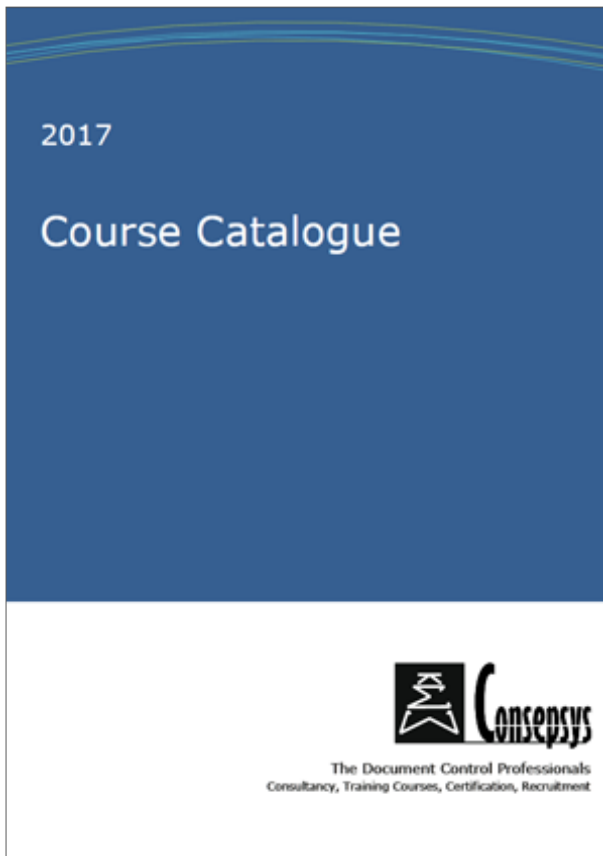 2017
Course Catalogue
Consepsys
The Document Control Professionals
Consultancy, Training Courses, Certification, Recruitment